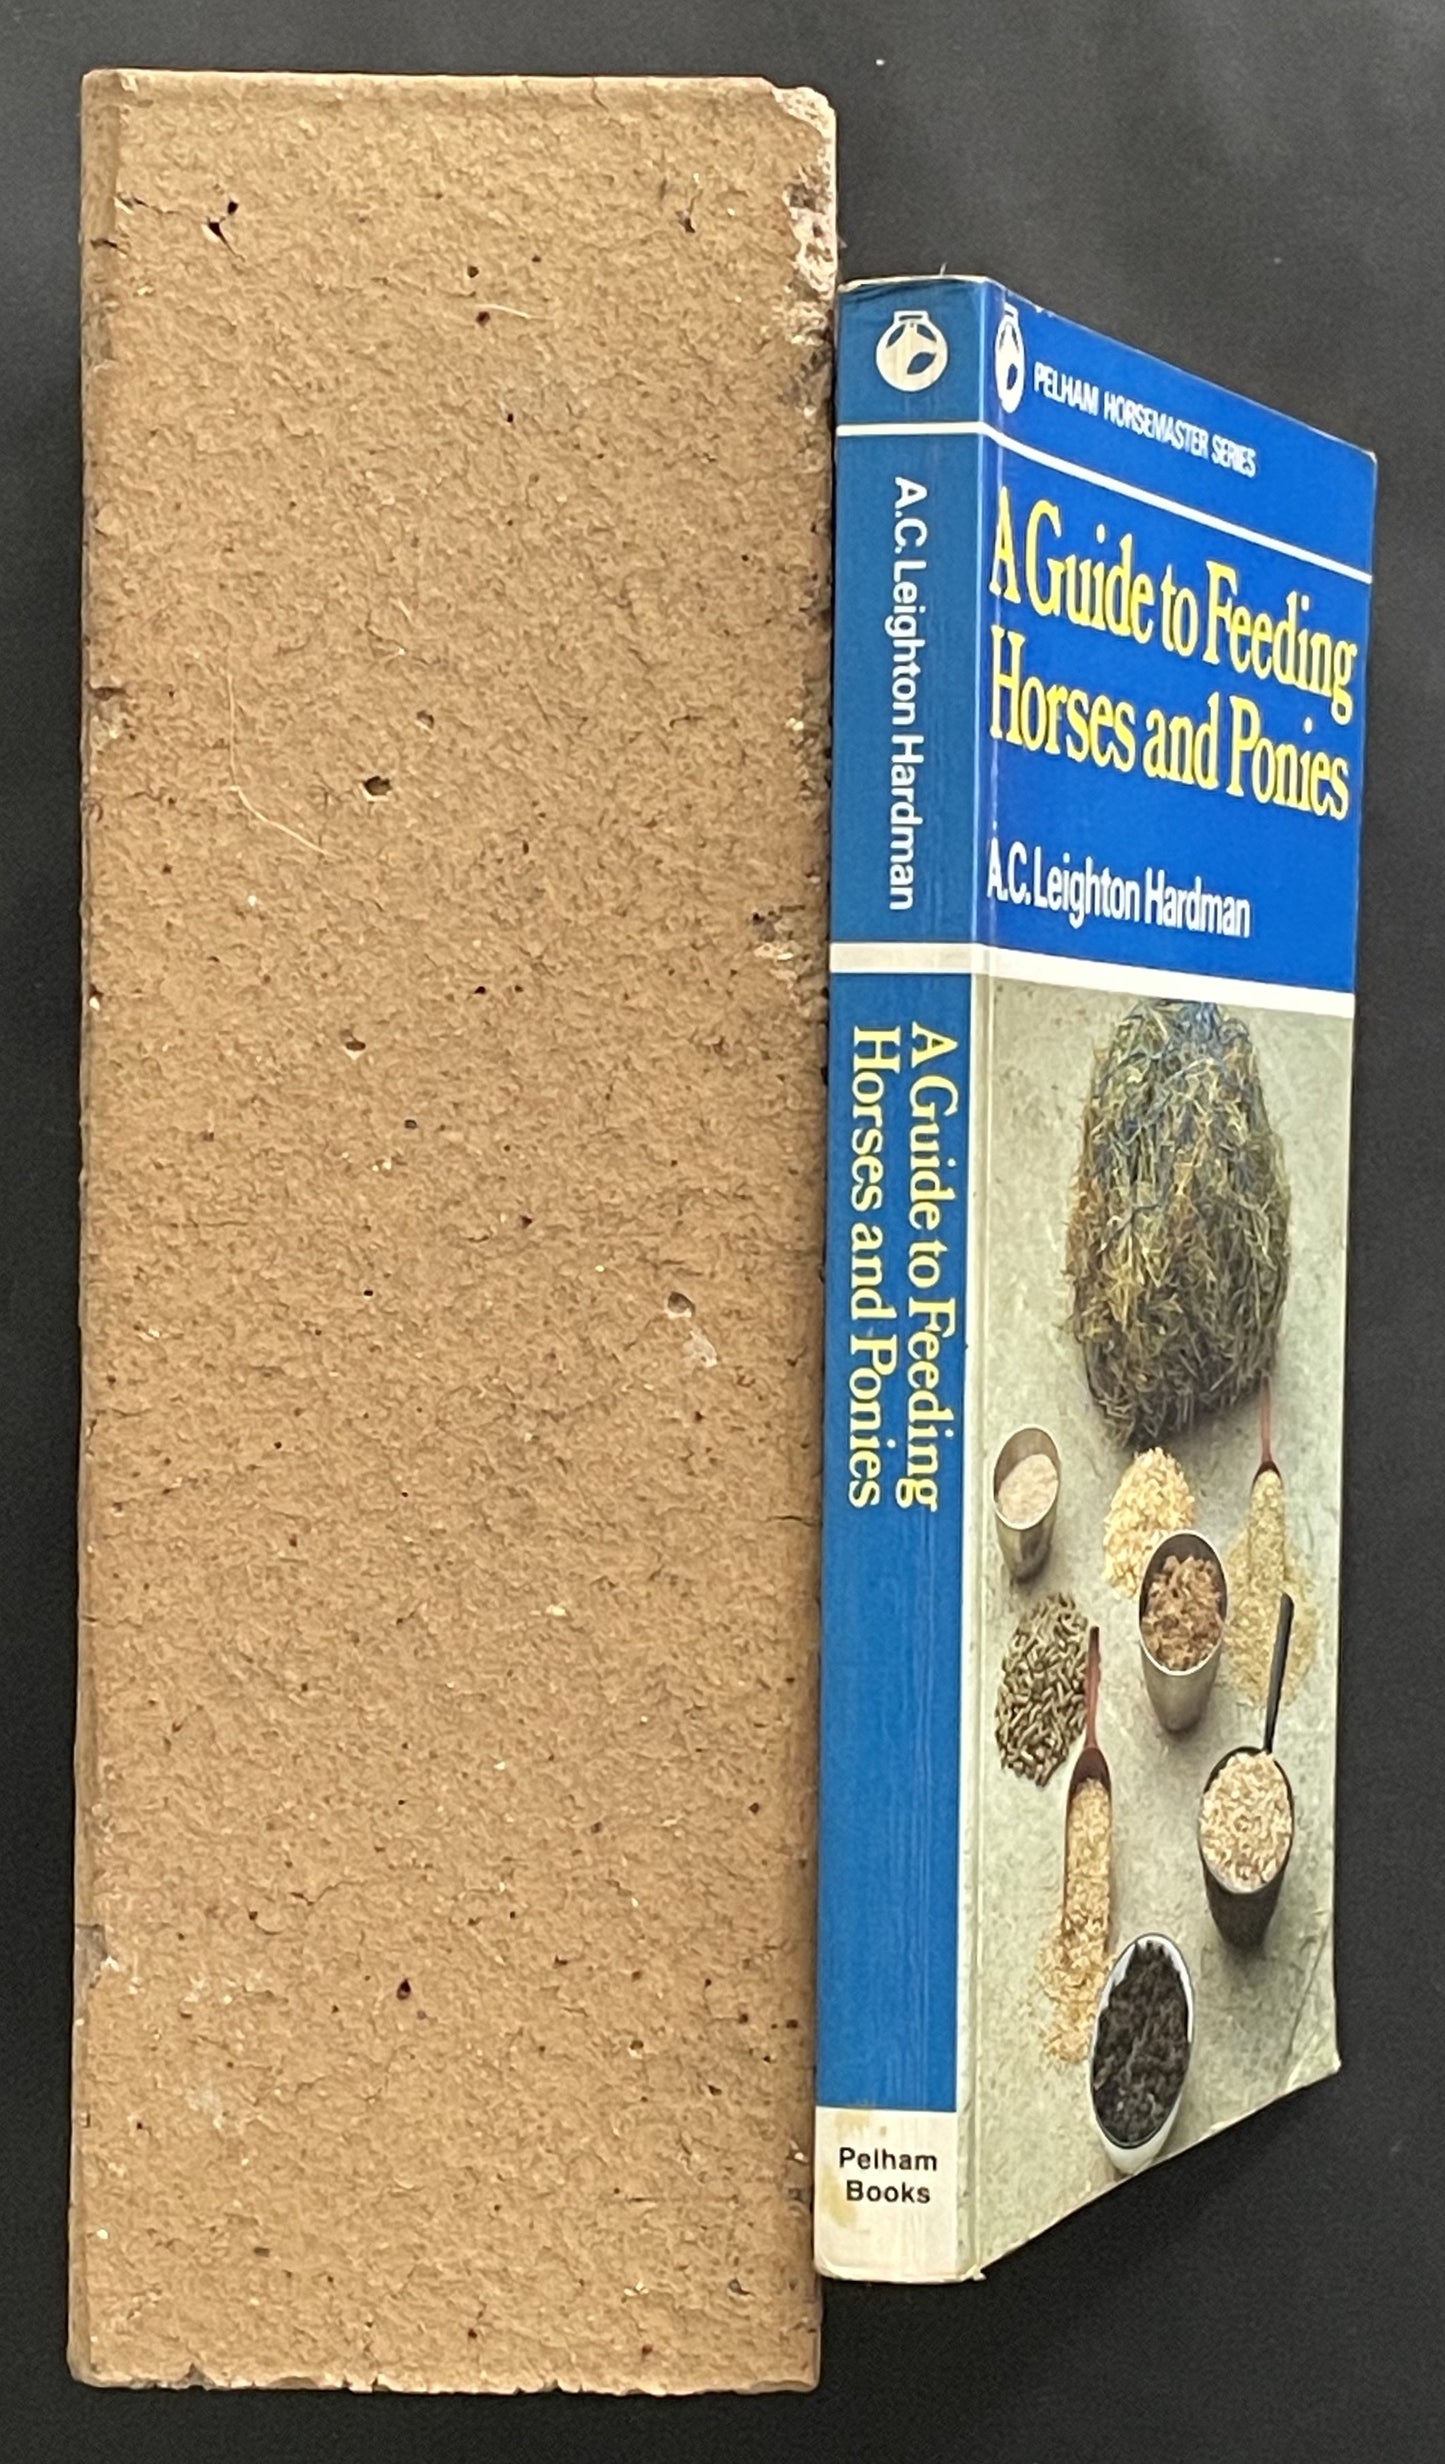 A.C. Leighton Hardman
A Guide to Feeding
Horses and Ponies
Pelham
Books
PELHAM HORSEMASTER SERIES
A Guide to Feeding
Horses and Ponies
A.C. Leighton Hardman